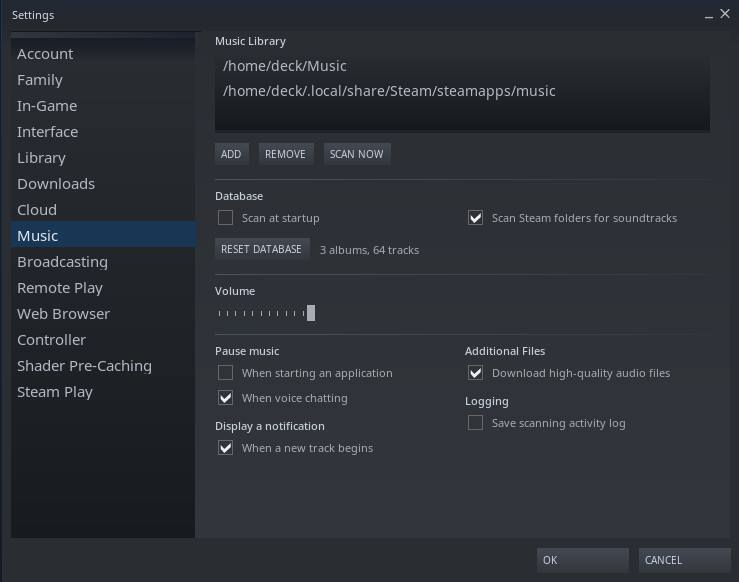 Settings
Account
Family
In-Game
Interface
Library
Downloads
Cloud
Music
Broadcasting
Remote Play
Web Browser
Controller
Shader Pre-Caching
Steam Play
Music Library
/home/deck/Music
/home/deck/.local/share/Steam/steamapps/music
ADD REMOVE SCAN NOW
Database
Scan at startup Scan Steam folders for soundtracks
RESET DATABASE 3 albums, 64 tracks
Volume
Pause music
When starting an application
When voice chatting
Display a notification
When a new track begins
Additional Files
Download high-quality audio files
Logging
Save scanning activity log
OK CANCEL